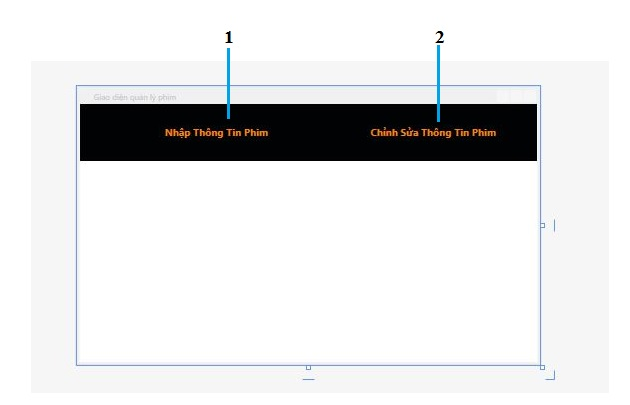 1 2
Giao diện quản lý phim
Nhập Thông Tin Phim Chỉnh Sửa Thông Tin Phim